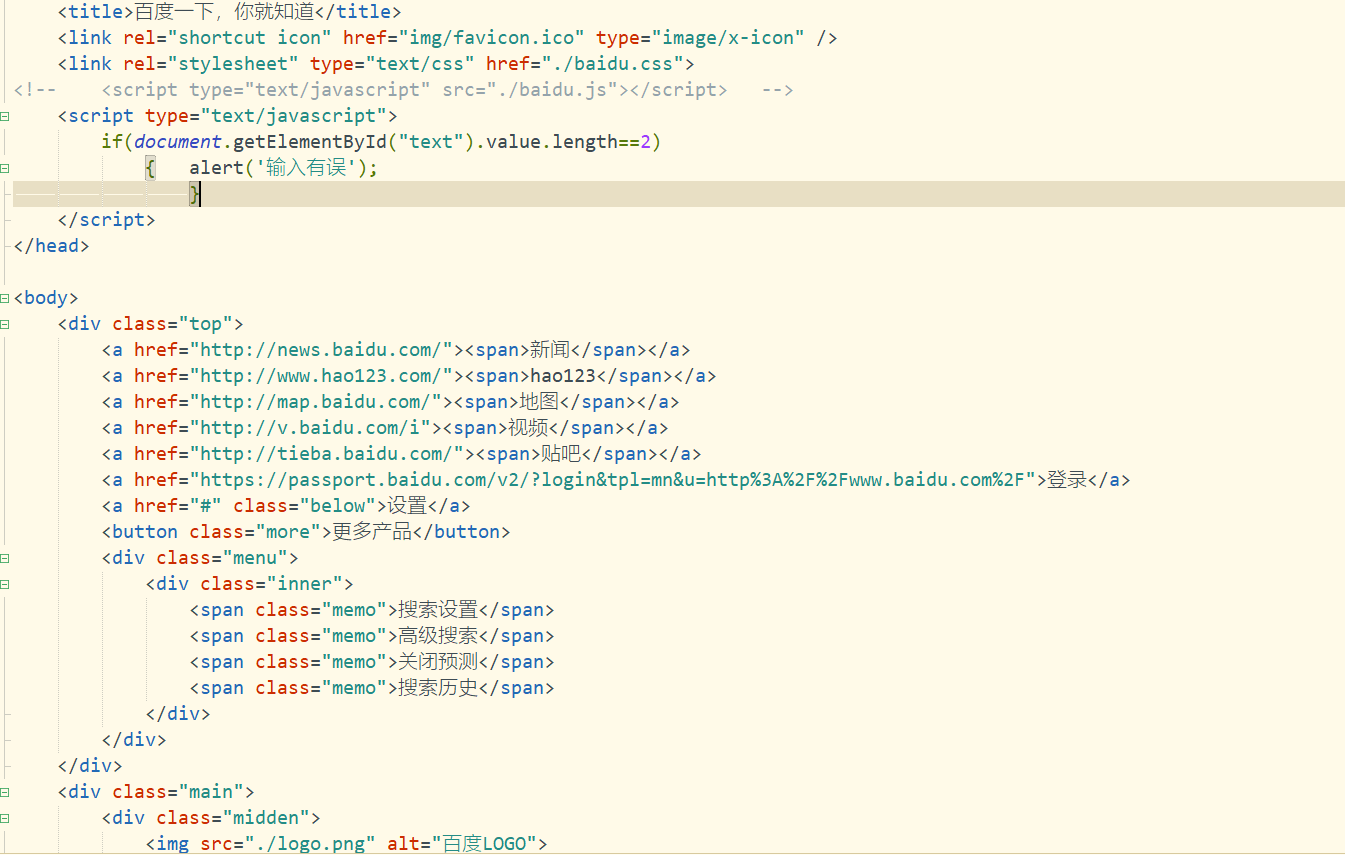 <title>百度一下，你就知道</title>
<link rel="shortcut icon" href="img/favicon.ico" type="image/x-icon" />
<link rel="stylesheet" type="text/css" href="./baidu.css">
<!-- <script type="text/javascript" src="./baidu.js"></script> -->
<script type="text/javascript">
if(document.getElementById("text").value.length==2)
{ alert('输入有误');
}
</script>
</head>
<body>
<div class="top">
<a href="http://news.baidu.com/"><span>新闻</span></a>
<a href="http://www.hao123.com/"><span>hao123</span></a>
<a href="http://map.baidu.com/"><span>地图</span></a>
<a href="http://v.baidu.com/i"><span>视频</span></a>
<a href="http://tieba.baidu.com/"><span>贴吧</span></a>
<a href="https://passport.baidu.com/v2/?login&tpl=mn&u=http%3A%2F%2Fwww.baidu.com%2F">登录</a>
<a href="#" class="below">设置</a>
<button class="more">更多产品</button>
<div class="menu">
<div class="inner">
<span class="memo">搜索设置</span>
<span class="memo">高级搜索</span>
<span class="memo">关闭预测</span>
<span class="memo">搜索历史</span>
</div>
</div>
</div>
<div class="main">
<div class="midden">
<img src="./logo.png" alt="百度LOGO">